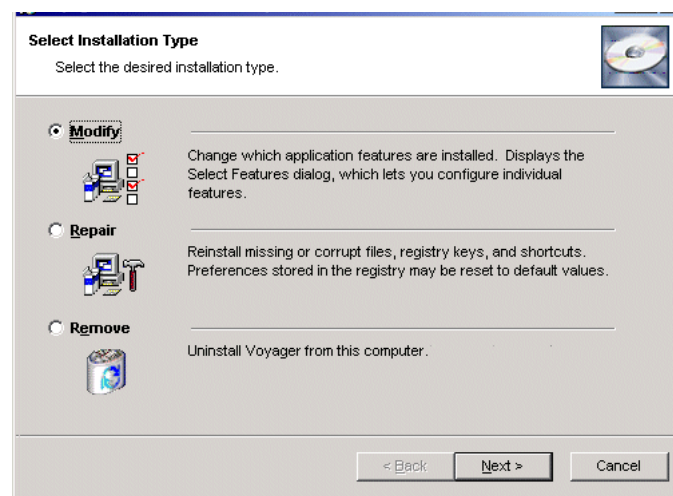 Select Installation Type
Select the desired installation type.
Modify
Change which application features are installed. Displays the
Select Features dialog, which lets you configure individual
features.
Repair
Reinstall missing or corrupt files, registry keys, and shortcuts.
Preferences stored in the registry may be reset to default values.
Remove
Uninstall Voyager from this computer.
< Back
Next >
Cancel